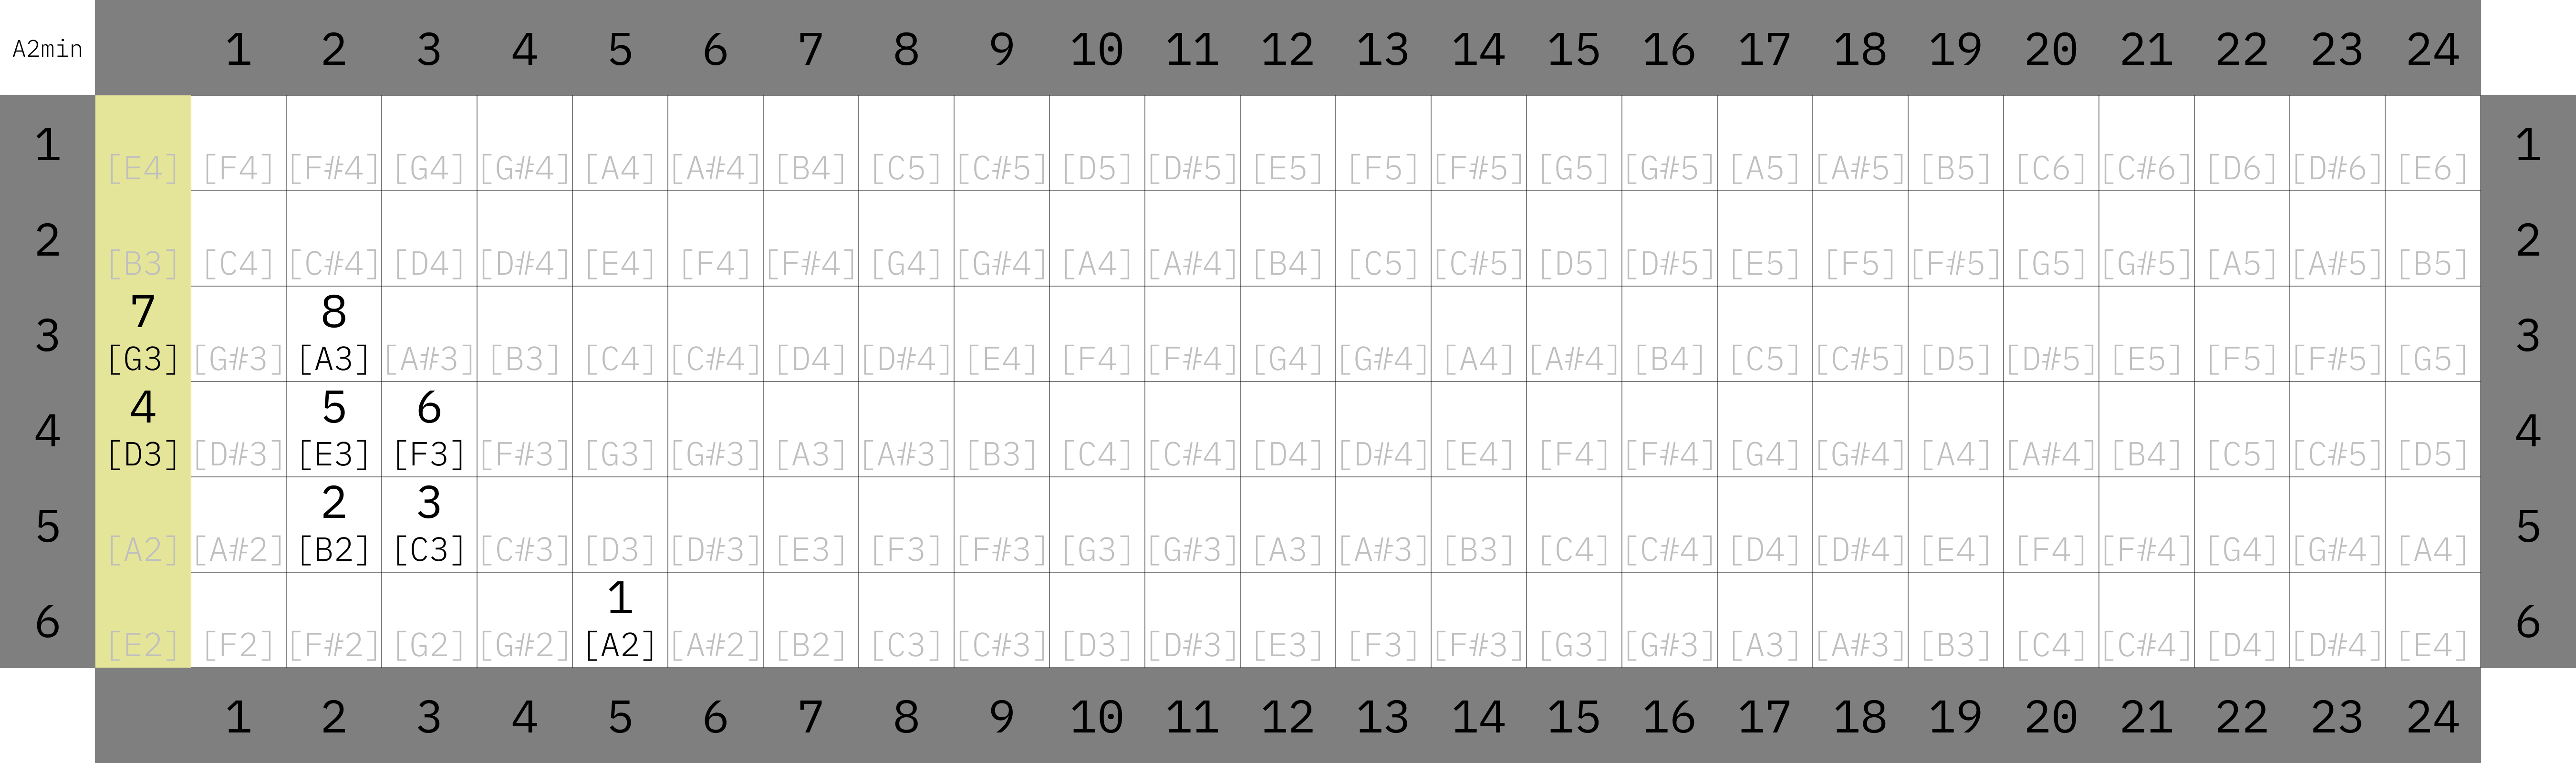 A2min 1 2 3 4 5 6 7 8 9 10 11 12 13 14 15 16 17 18 19 20 21 22 23 24
1 [E4] [F4] [F#4] [G4] [G#4] [A4] [A#4] [B4] [C5] [C#5] [D5] [D#5] [E5] [F5] [F#5] [G5] [G#5] [A5] [A#5] [B5] [C6] [C#6] [D6] [D#6] [E6] 1
2 [B3] [C4] [C#4] [D4] [D#4] [E4] [F4] [F#4] [G4] [G#4] [A4] [A#4] [B4] [C5] [C#5] [D5] [D#5] [E5] [F5] [F#5] [G5] [G#5] [A5] [A#5] [B5] 2
7 8
3 [G3] [G#3] [A3] [A#3] [B3] [C4] [C#4] [D4] [D#4] [E4] [F4] [F#4] [G4] [G#4] [A4] [A#4] [B4] [C5] [C#5] [D5] [D#5] [E5] [F5] [F#5] [G5] 3
4 5 6
4 [D3] [D#3] [E3] [F3] [F#3] [G3] [G#3] [A3] [A#3] [B3] [C4] [C#4] [D4] [D#4] [E4] [F4] [F#4] [G4] [G#4] [A4] [A#4] [B4] [C5] [C#5] [D5] 4
2 3
5 [A2] [A#2] [B2] [C3] [C#3] [D3] [D#3] [E3] [F3] [F#3] [G3] [G#3] [A3] [A#3] [B3] [C4] [C#4] [D4] [D#4] [E4] [F4] [F#4] [G4] [G#4] [A4] 5
1
6 [E2] [F2] [F#2] [G2] [G#2] [A2] [A#2] [B2] [C3] [C#3] [D3] [D#3] [E3] [F3] [F#3] [G3] [G#3] [A3] [A#3] [B3] [C4] [C#4] [D4] [D#4] [E4] 6
1 2 3 4 5 6 7 8 9 10 11 12 13 14 15 16 17 18 19 20 21 22 23 24